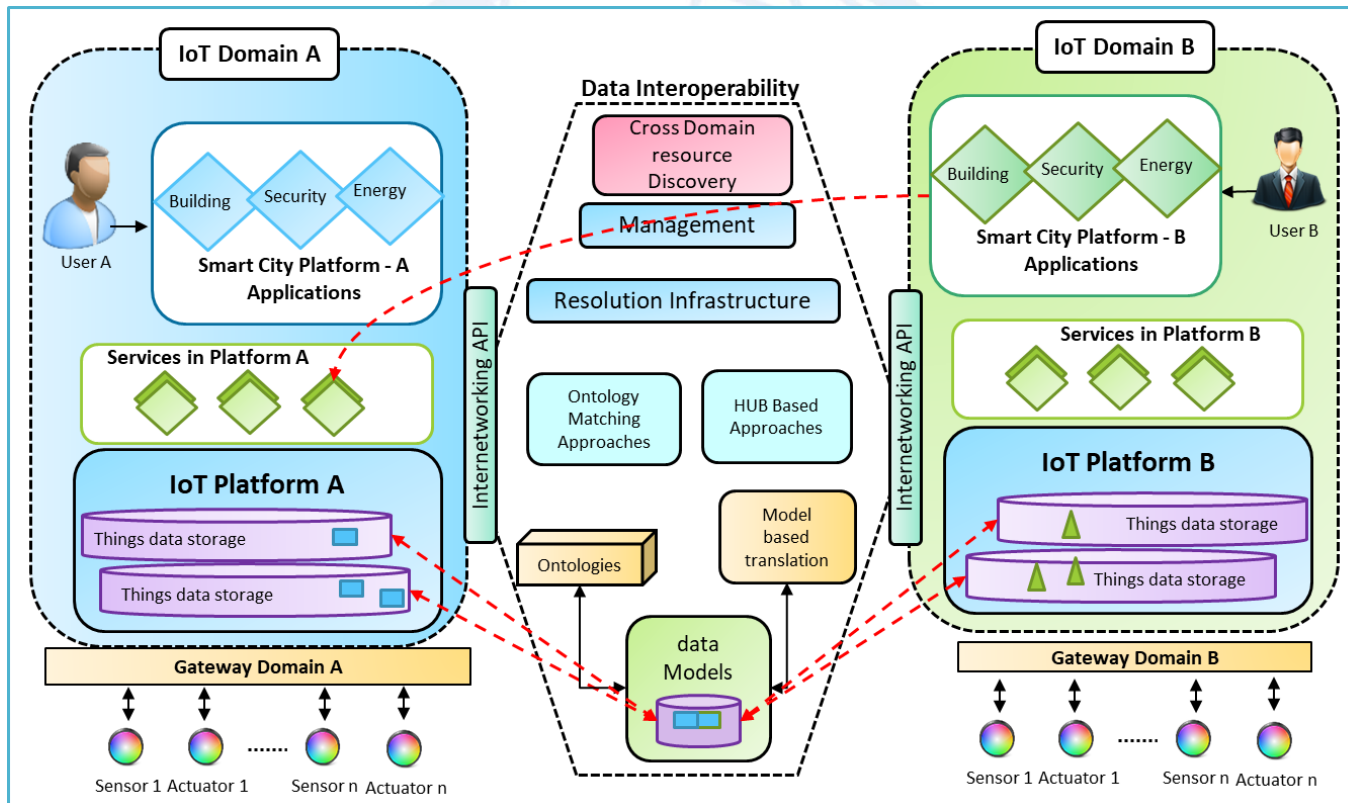 IoT Domain A
Building
Security
Energy
User A
Smart City Platform - A
Applications
Services in Platform A
IoT Platform A
Things data storage
Things data storage
Gateway Domain A
Sensor 1
Actuator 1
.......
Sensor n
Actuator n
Internetworking API
Data Interoperability
Cross Domain
resource
Discovery
Management
Resolution Infrastructure
Ontology
Matching
Approaches
HUB Based
Approaches
Ontologies
Model
based
translation
data
Models
Internetworking API
IoT Domain B
Building
Security
Energy
User B
Smart City Platform - B
Applications
Services in Platform B
IoT Platform B
Things data storage
Things data storage
Gateway Domain B
Sensor 1
Actuator 1
.......
Sensor n
Actuator n